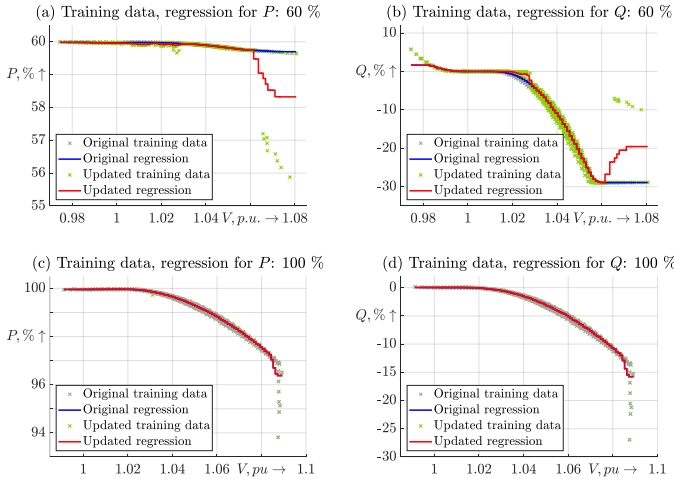 (a) Training data, regression for P: 60 %
60
P, % ↑
58
57
56
55
Original training data
Original regression
Updated training data
Updated regression
0.98 1 1.02 1.04 V, p.u. → 1.08
(b) Training data, regression for Q: 60 %
10
Q, % ↑
-10
-20
-30
Original training data
Original regression
Updated training data
Updated regression
0.98 1 1.02 1.04 V, p.u. → 1.08
(c) Training data, regression for P: 100 %
100
P, % ↑
96
94
Original training data
Original regression
Updated training data
Updated regression
1 1.02 1.04 1.06 V, pu → 1.1
(d) Training data, regression for Q: 100 %
0
-5
Q, % ↑
-10
-15
-20
-25
-30
Original training data
Original regression
Updated training data
Updated regression
1 1.02 1.04 1.06 V, pu → 1.1